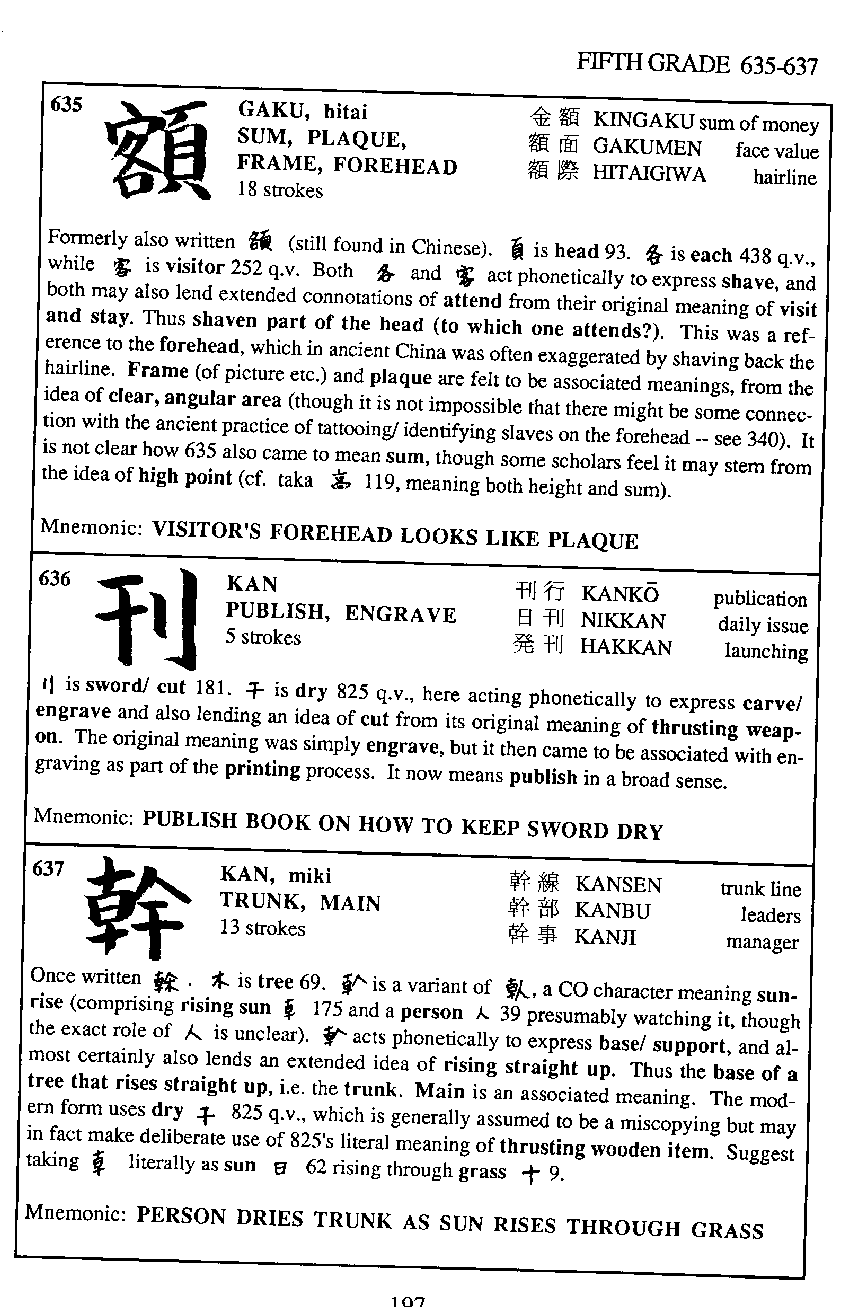 FIFTH GRADE 635-637
635
額
GAKU, hitai
SUM, PLAQUE,
FRAME, FOREHEAD
18 strokes
金額 KINGAKU sum of money
額面 GAKUMEN face value
額際 HITAIGIWA hairline
Formerly also written 額 (still found in Chinese). 頁 is head 93. 各 is each 438 q.v.,
while 客 is visitor 252 q.v. Both 各 and 客 act phonetically to express shave, and
both may also lend extended connotations of attend from their original meaning of visit
and stay. Thus shaven part of the head (to which one attends?). This was a ref-
erence to the forehead, which in ancient China was often exaggerated by shaving back the
hairline. Frame (of picture etc.) and plaque are felt to be associated meanings, from the
idea of clear, angular area (though it is not impossible that there might be some connec-
tion with the ancient practice of tattooing/ identifying slaves on the forehead -- see 340). It
is not clear how 635 also came to mean sum, though some scholars feel it may stem from
the idea of high point (cf. taka 高 119, meaning both height and sum).
Mnemonic: VISITOR'S FOREHEAD LOOKS LIKE PLAQUE
636
刊
KAN
PUBLISH, ENGRAVE
5 strokes
刊行 KANKŌ publication
日刊 NIKKAN daily issue
発刊 HAKKAN launching
刂 is sword/ cut 181. 干 is dry 825 q.v., here acting phonetically to express carve/
engrave and also lending an idea of cut from its original meaning of thrusting weap-
on. The original meaning was simply engrave, but it then came to be associated with en-
graving as part of the printing process. It now means publish in a broad sense.
Mnemonic: PUBLISH BOOK ON HOW TO KEEP SWORD DRY
637
幹
KAN, miki
TRUNK, MAIN
13 strokes
幹線 KANSEN trunk line
幹部 KANBU leaders
幹事 KANJI manager
Once written 榦. 木 is tree 69. 𠦝 is a variant of 倝, a CO character meaning sun-
rise (comprising rising sun 𠦝 175 and a person 人 39 presumably watching it, though
the exact role of 人 is unclear). acts phonetically to express base/ support, and al-
most certainly also lends an extended idea of rising straight up. Thus the base of a
tree that rises straight up, i.e. the trunk. Main is an associated meaning. The mod-
ern form uses dry 干 825 q.v., which is generally assumed to be a miscopying but may
in fact make deliberate use of 825's literal meaning of thrusting wooden item. Suggest
taking 𠦝 literally as sun 日 62 rising through grass 十 9.
Mnemonic: PERSON DRIES TRUNK AS SUN RISES THROUGH GRASS
197